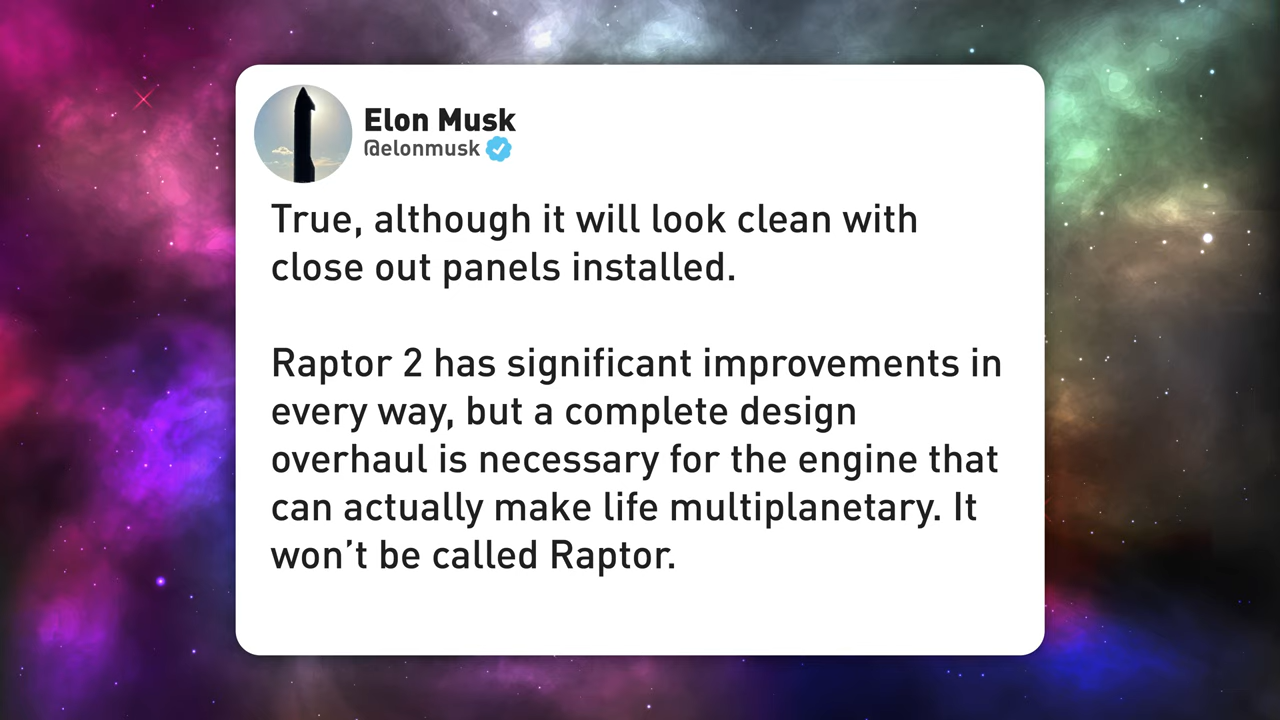 Elon Musk
@elonmusk
True, although it will look clean with
close out panels installed.
Raptor 2 has significant improvements in
every way, but a complete design
overhaul is necessary for the engine that
can actually make life multiplanetary. It
won’t be called Raptor.